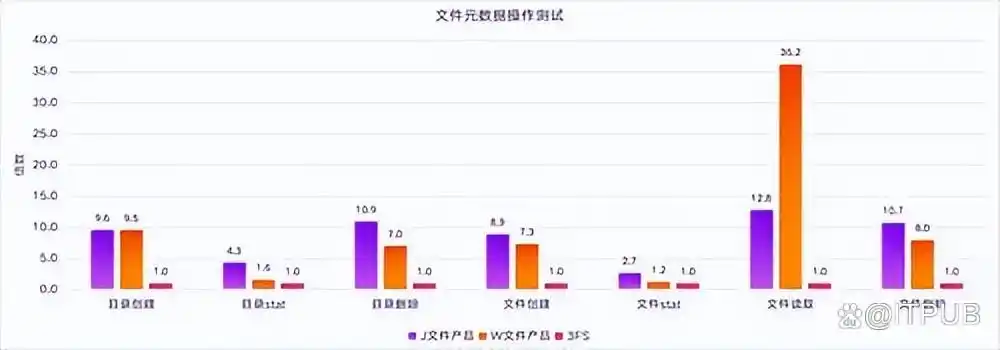 文件元数据操作测试
40.0
35.0
30.0
25.0
20.0
15.0
10.0
5.0
0.0
倍数
9.6 9.5 1.0
4.3 1.6 1.0
10.9 7.0 1.0
8.9 7.3 1.0
2.7 1.2 1.0
12.8 36.2 1.0
10.7 8.0 1.0
目录创建 目录stat 目录删除 文件创建 文件stat 文件读取 文件删除
J文件产品 W文件产品 3FS
Bai du @ITPUB